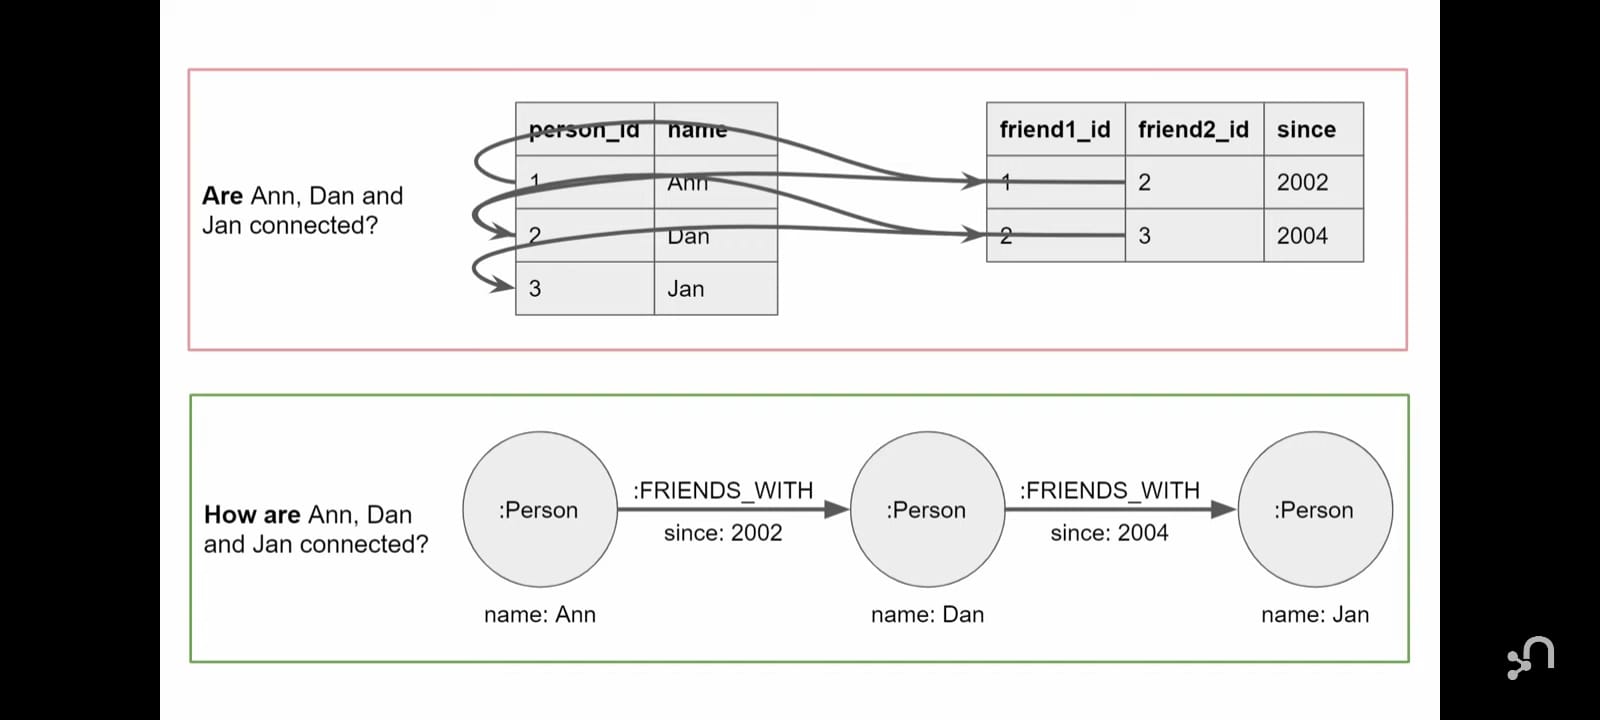 Are Ann, Dan and
Jan connected?
person_id name
1 Ann
2 Dan
3 Jan
friend1_id friend2_id since
1 2 2002
2 3 2004
How are Ann, Dan
and Jan connected?
:Person
:FRIENDS_WITH
since: 2002
:Person
:FRIENDS_WITH
since: 2004
:Person
name: Ann
name: Dan
name: Jan